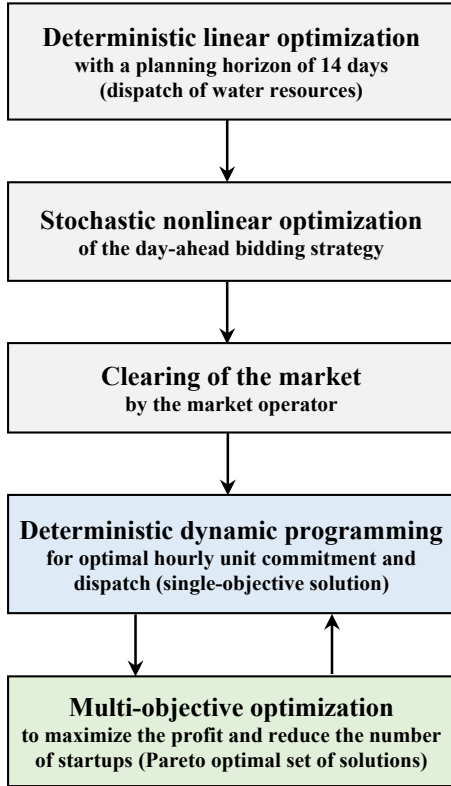 Deterministic linear optimization
with a planning horizon of 14 days
(dispatch of water resources)
Stochastic nonlinear optimization
of the day-ahead bidding strategy
Clearing of the market
by the market operator
Deterministic dynamic programming
for optimal hourly unit commitment and
dispatch (single-objective solution)
Multi-objective optimization
to maximize the profit and reduce the number
of startups (Pareto optimal set of solutions)